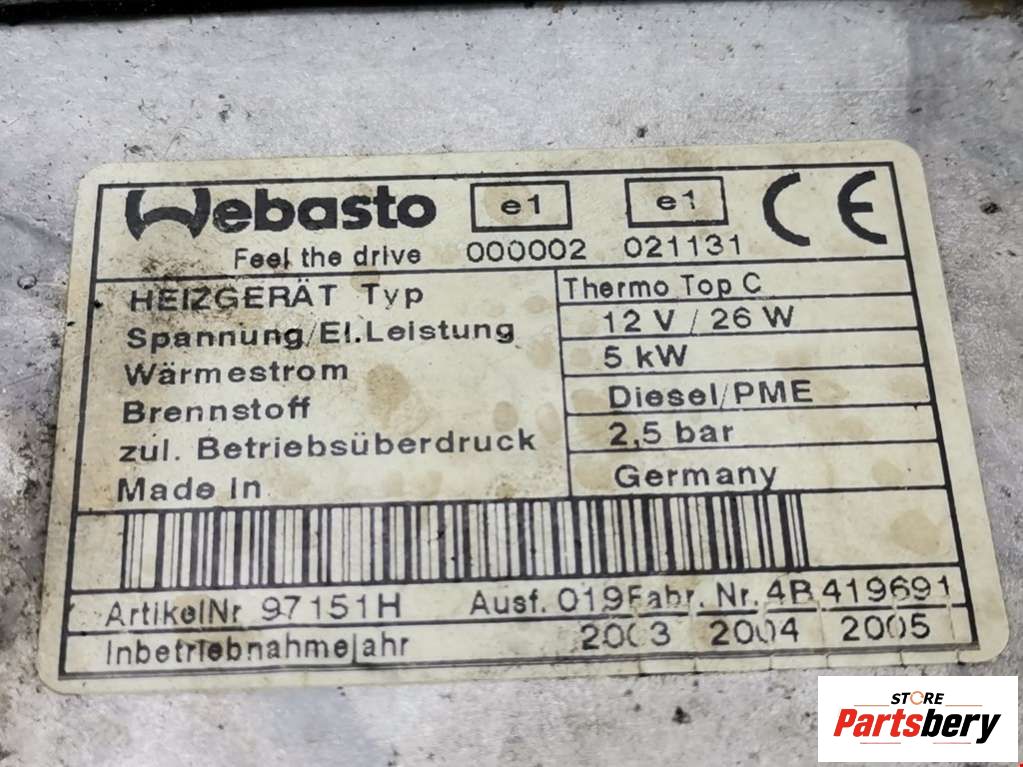 Webasto e1 e1 CE
Feel the drive 000002 021131
HEIZGERÄT Typ Thermo Top C
Spannung/El.Leistung 12 V / 26 W
Wärmestrom 5 kW
Brennstoff Diesel/PME
zul. Betriebsüberdruck 2,5 bar
Made In Germany
ArtikelNr 97151H Ausf. 019 Fabr. Nr. 4B419691
Inbetriebnahmejahr 2003 2004 2005
STORE
Partsbery